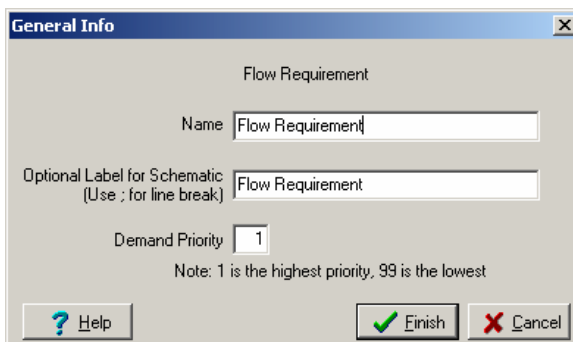 General Info
Flow Requirement
Name Flow Requirement
Optional Label for Schematic
(Use ; for line break) Flow Requirement
Demand Priority 1
Note: 1 is the highest priority, 99 is the lowest
Help Finish Cancel